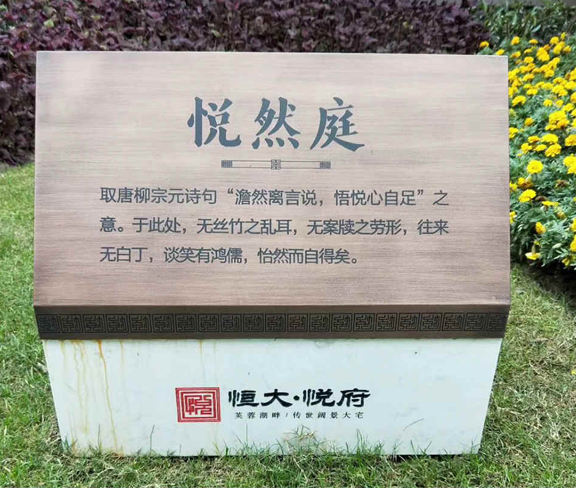 悦然庭
取唐柳宗元诗句“澹然离言说，悟悦心自足”之
意。于此处，无丝竹之乱耳，无案牍之劳形，往来
无白丁，谈笑有鸿儒，怡然而自得矣。
悦
恒大·悦府
芙蓉湖畔/传世阔景大宅